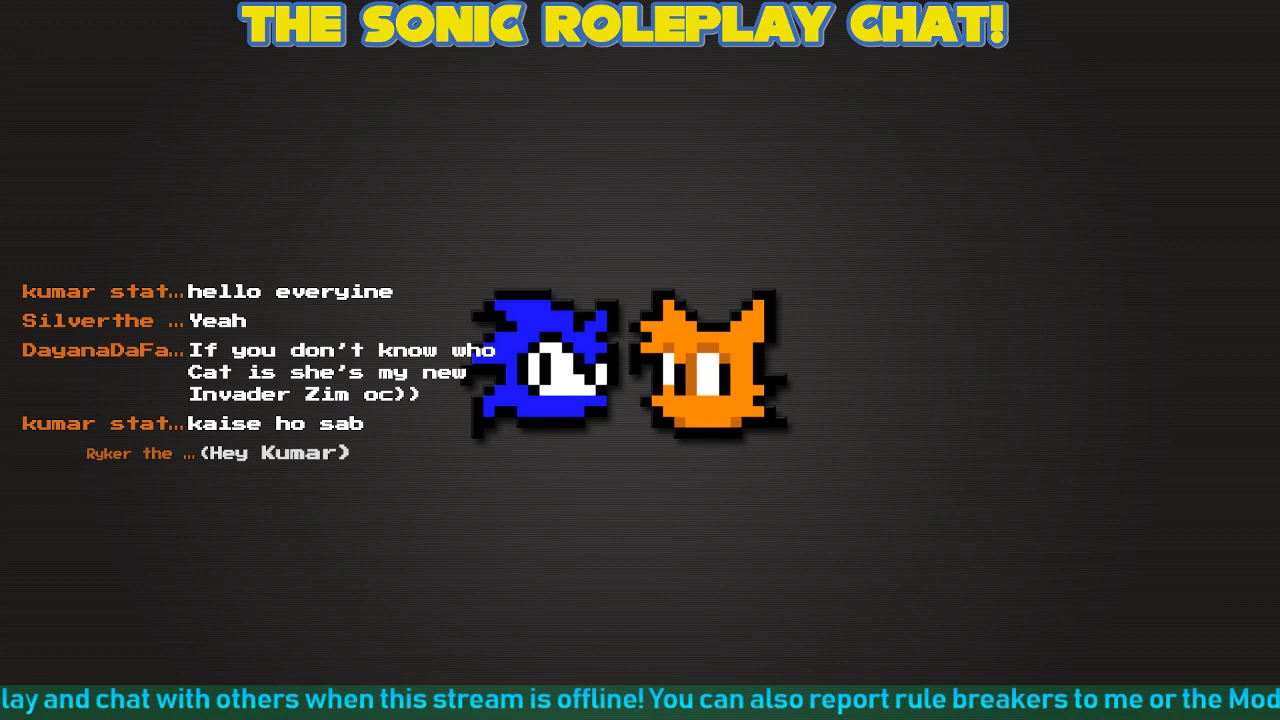 THE SONIC ROLEPLAY CHAT!
kumar stat... hello everyine
Silverthe ... Yeah
DayanaDaFa... If you don't know who
Cat is she's my new
Invader Zim oc))
kumar stat... kaise ho sab
Ryker the ... (Hey Kumar)
lay and chat with others when this stream is offline! You can also report rule breakers to me or the Mod